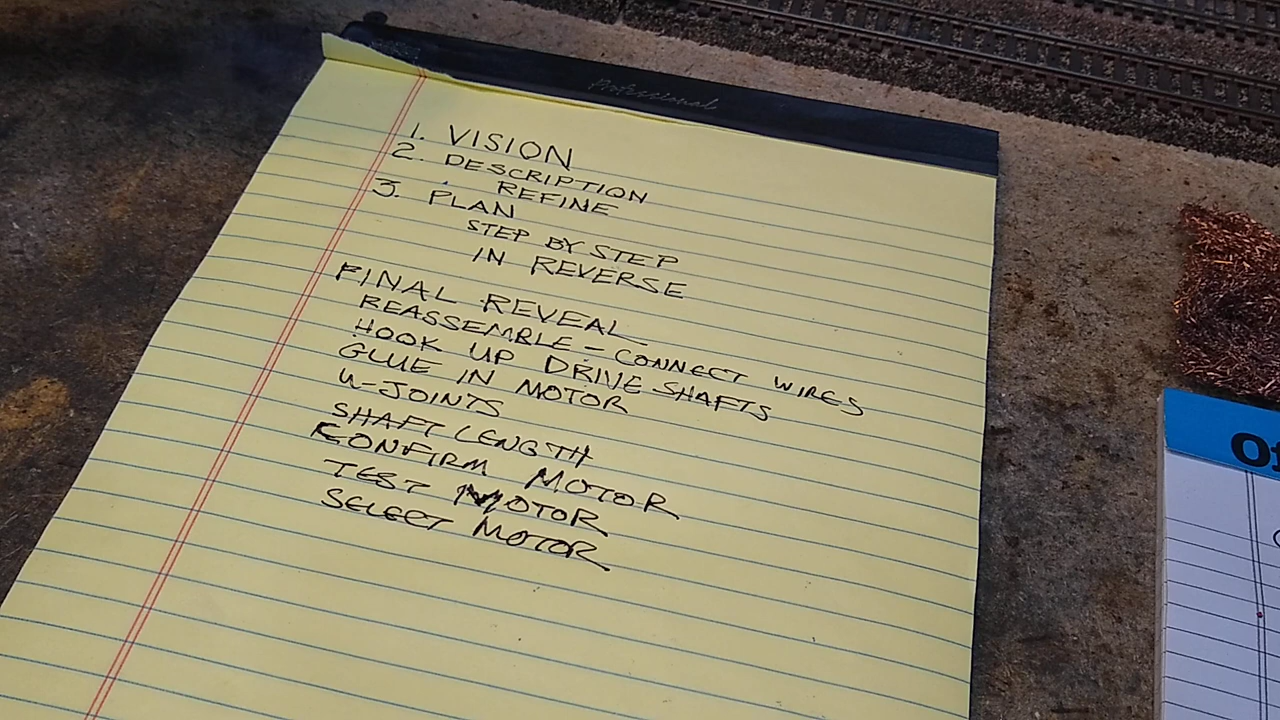 Professional
1. VISION
2. DESCRIPTION
REFINE
3. PLAN
STEP BY STEP
IN REVERSE
FINAL REVEAL
REASSEMBLE - CONNECT WIRES
HOOK UP DRIVE SHAFTS
GLUE IN MOTOR
U-JOINTS
SHAFT LENGTH
CONFIRM MOTOR
TEST MOTOR
SELECT MOTOR